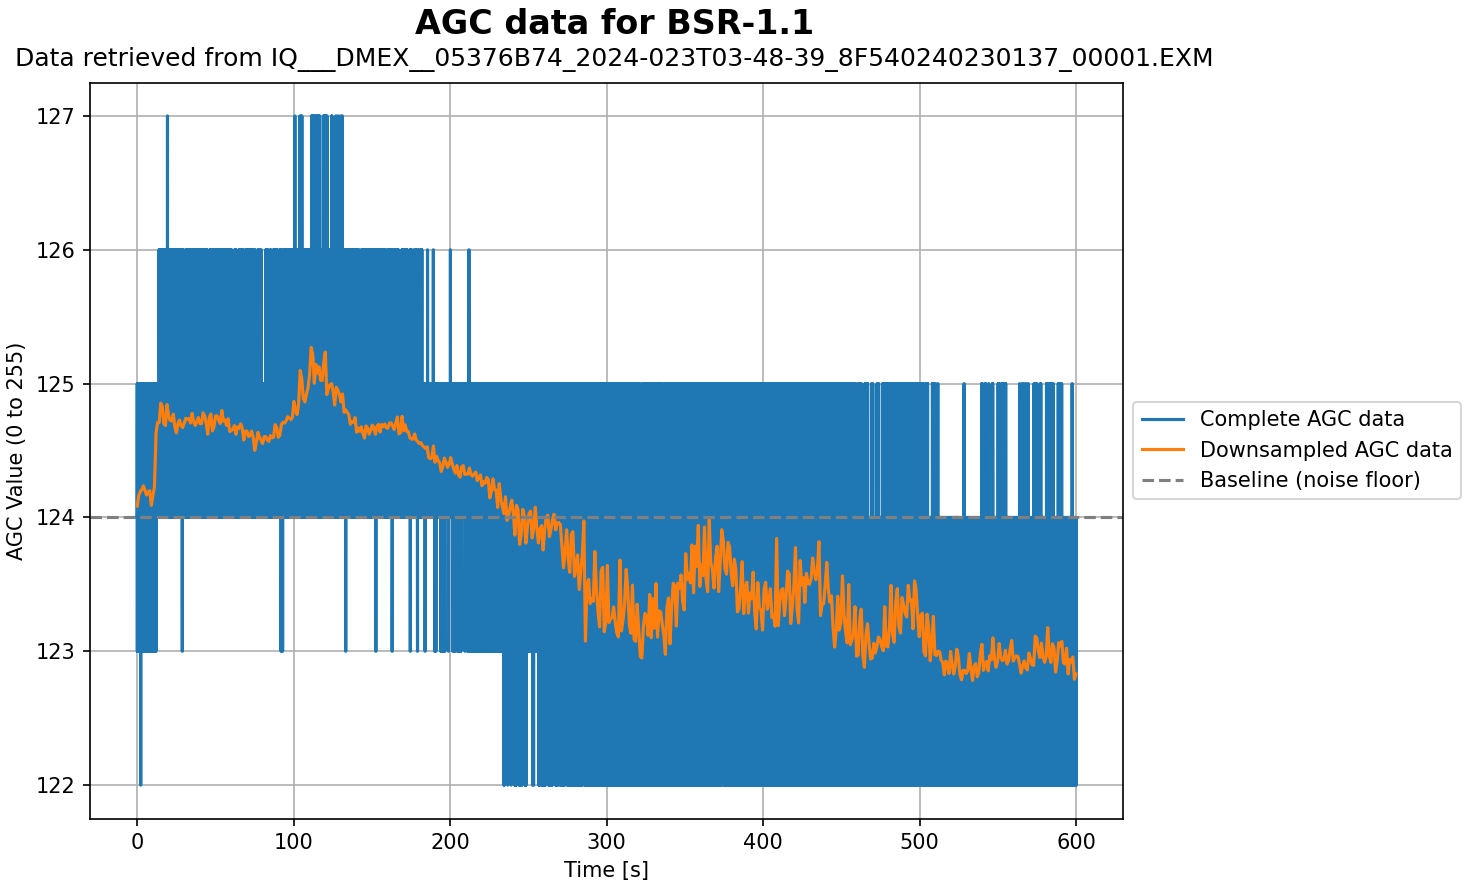 AGC data for BSR-1.1
Data retrieved from IQ___DMEX__05376B74_2024-023T03-48-39_8F540240230137_00001.EXM
AGC Value (0 to 255)
127
126
125
124
123
122
0
100
200
300
400
500
600
Time [s]
Complete AGC data
Downsampled AGC data
Baseline (noise floor)